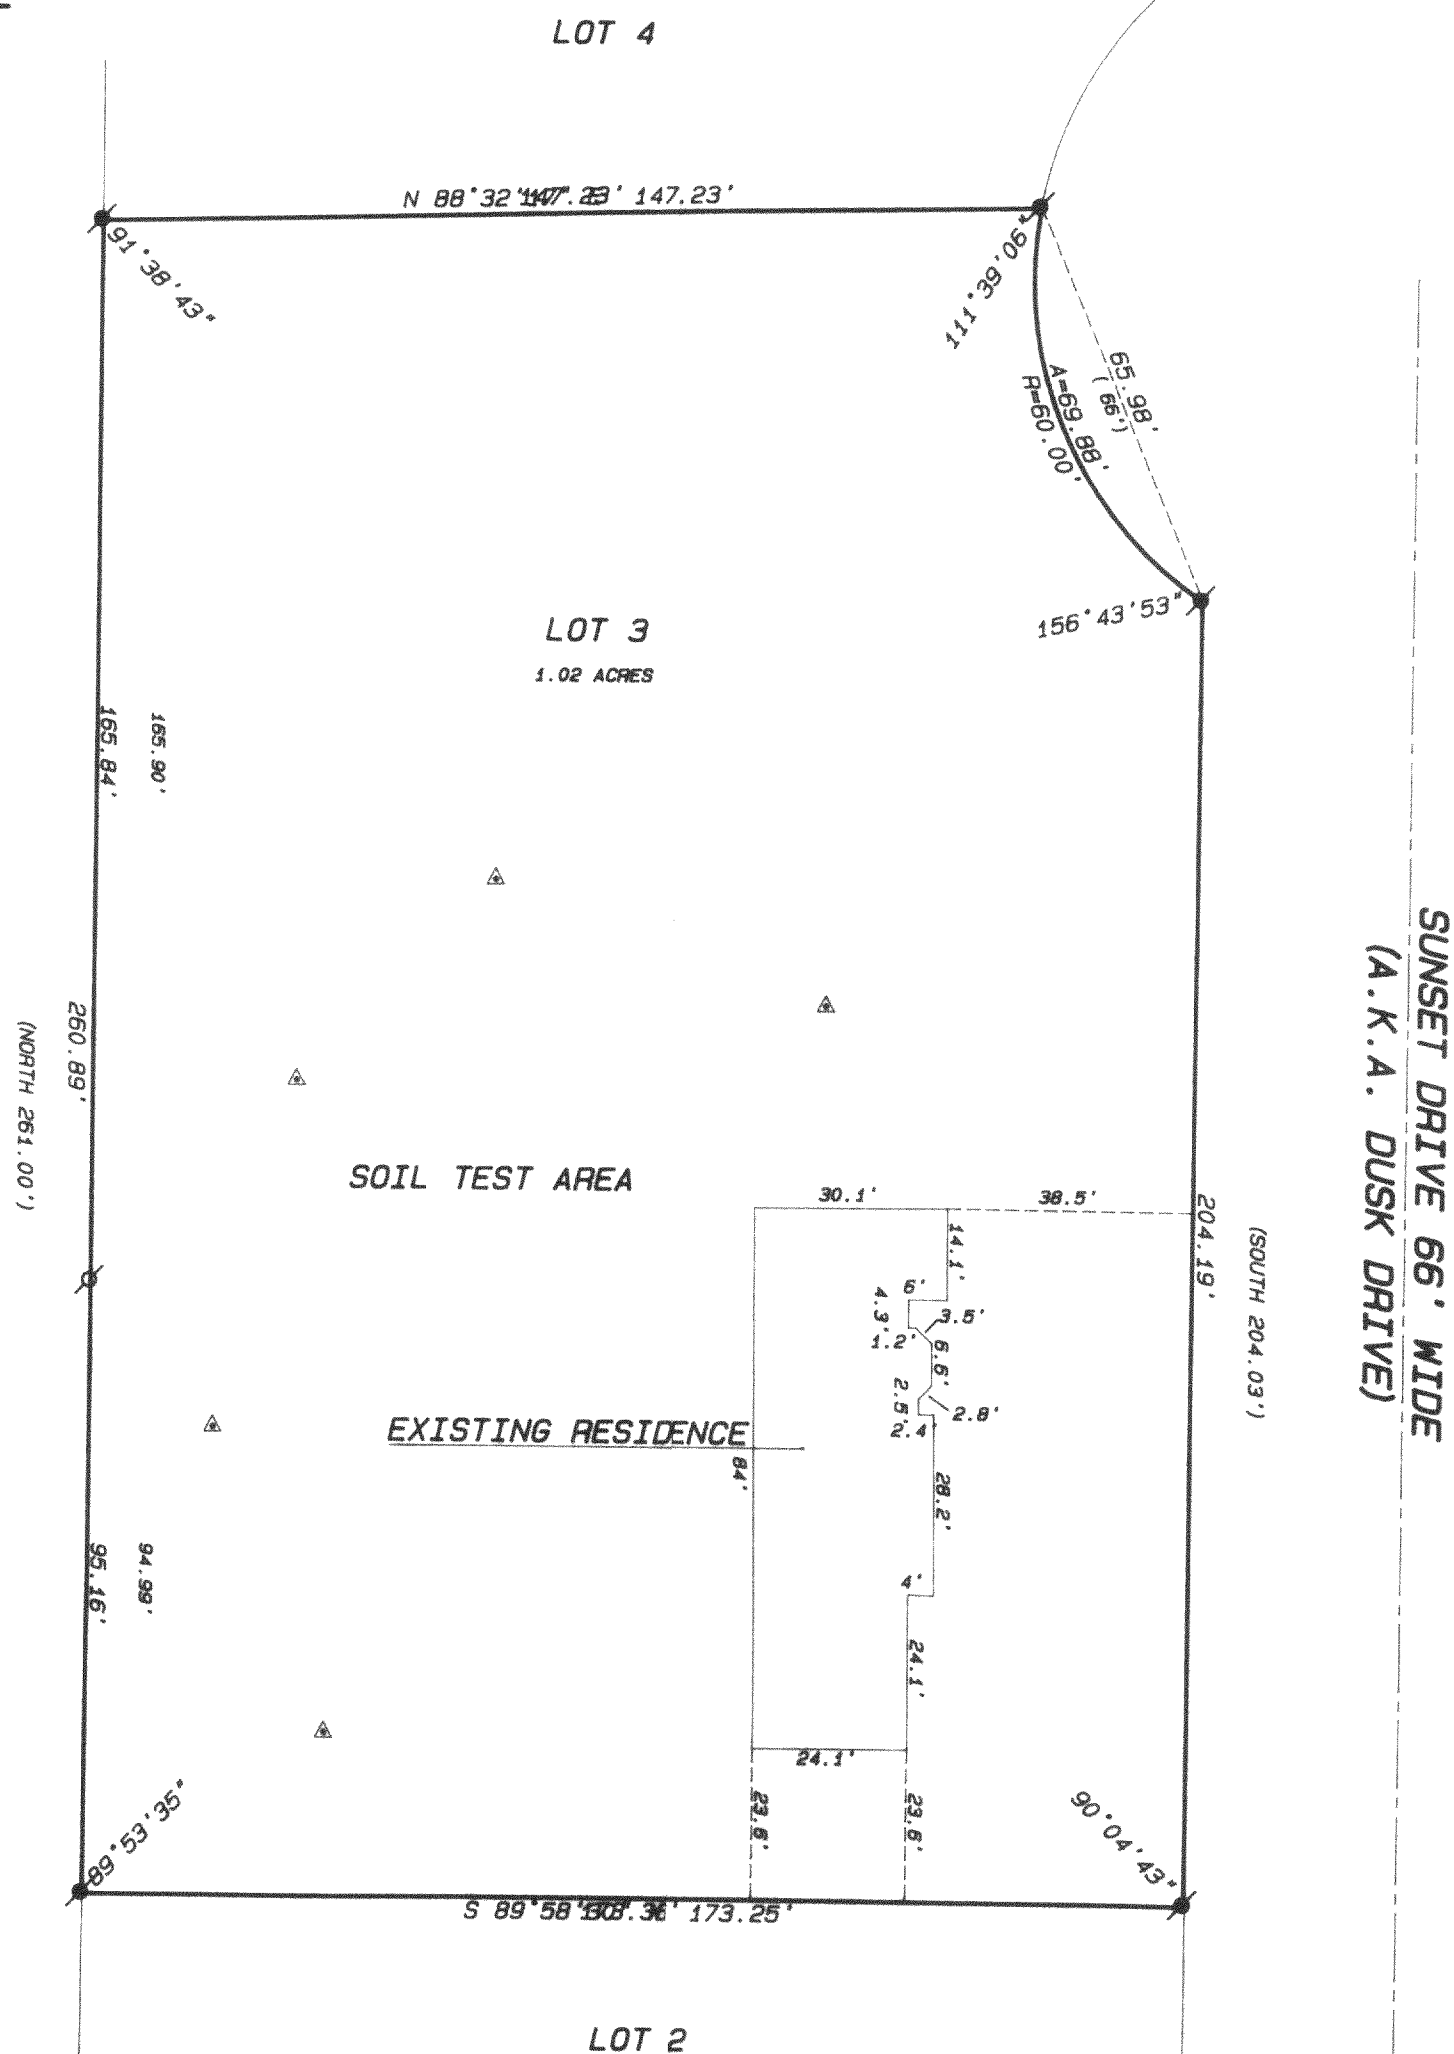 LOT 4
N 88°32' 147.23'
91°38'43"
111°39'06"
65.98'
(66')
A=69.88'
R=60.00'
156°43'53"
LOT 3
1.02 ACRES
165.84'
165.90'
260.89'
(NORTH 261.00')
SOIL TEST AREA
30.1'
38.5'
14.1'
6'
4.3'
3.5'
1.2'
6.6'
2.5'
2.8'
2.4'
204.19'
(SOUTH 204.03')
SUNSET DRIVE 66' WIDE
(A.K.A. DUSK DRIVE)
EXISTING RESIDENCE
84'
28.2'
4'
95.16'
94.99'
24.1'
24.1'
23.6'
23.6'
89°53'35"
90°04'43"
S 89°58' 173.25'
LOT 2